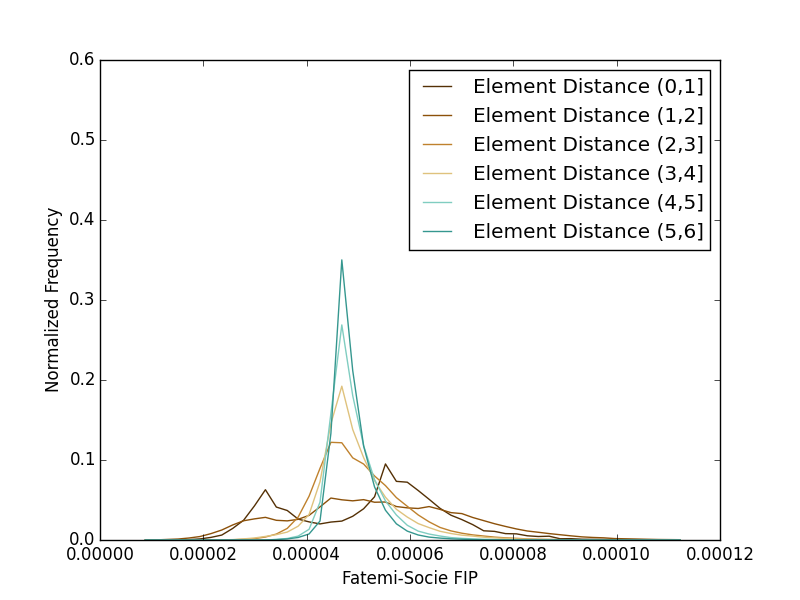 0.6
0.5
0.4
0.3
0.2
0.1
0.0
Normalized Frequency
Element Distance (0,1]
Element Distance (1,2]
Element Distance (2,3]
Element Distance (3,4]
Element Distance (4,5]
Element Distance (5,6]
0.00000 0.00002 0.00004 0.00006 0.00008 0.00010 0.00012
Fatemi-Socie FIP